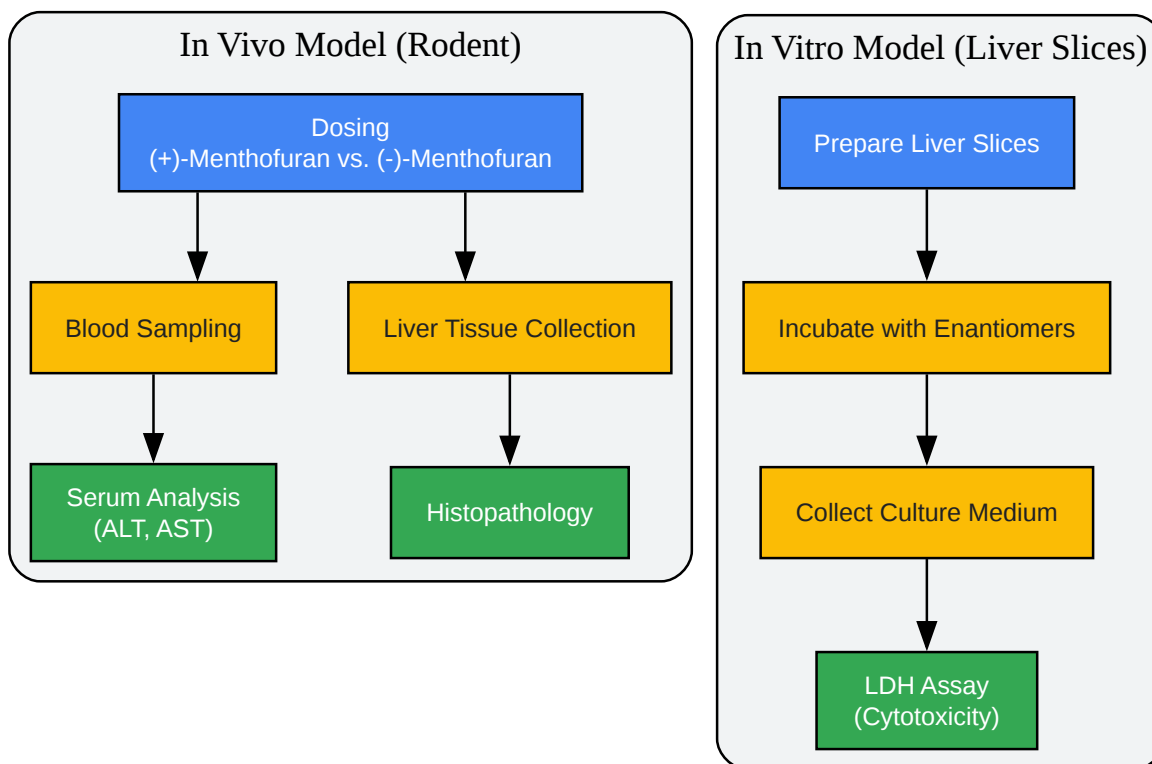 In Vivo Model (Rodent)
Dosing
(+)-Menthofuran vs. (-)-Menthofuran
Blood Sampling
Liver Tissue Collection
Serum Analysis
(ALT, AST)
Histopathology
In Vitro Model (Liver Slices)
Prepare Liver Slices
Incubate with Enantiomers
Collect Culture Medium
LDH Assay
(Cytotoxicity)